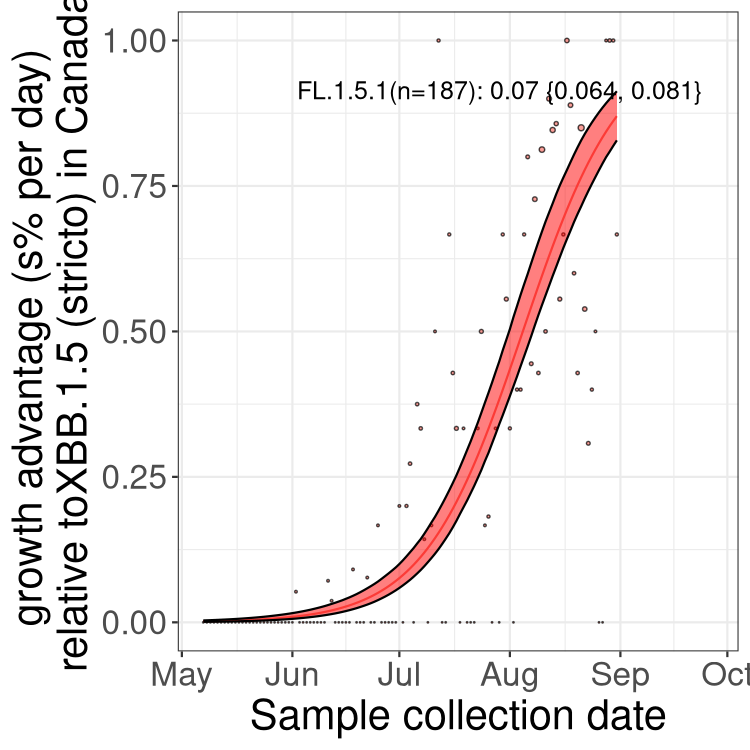 growth advantage (s% per day)
relative toXBB.1.5 (stricto) in Canada
1.00
0.75
0.50
0.25
0.00
FL.1.5.1(n=187): 0.07 {0.064, 0.081}
May Jun Jul Aug Sep Oct
Sample collection date